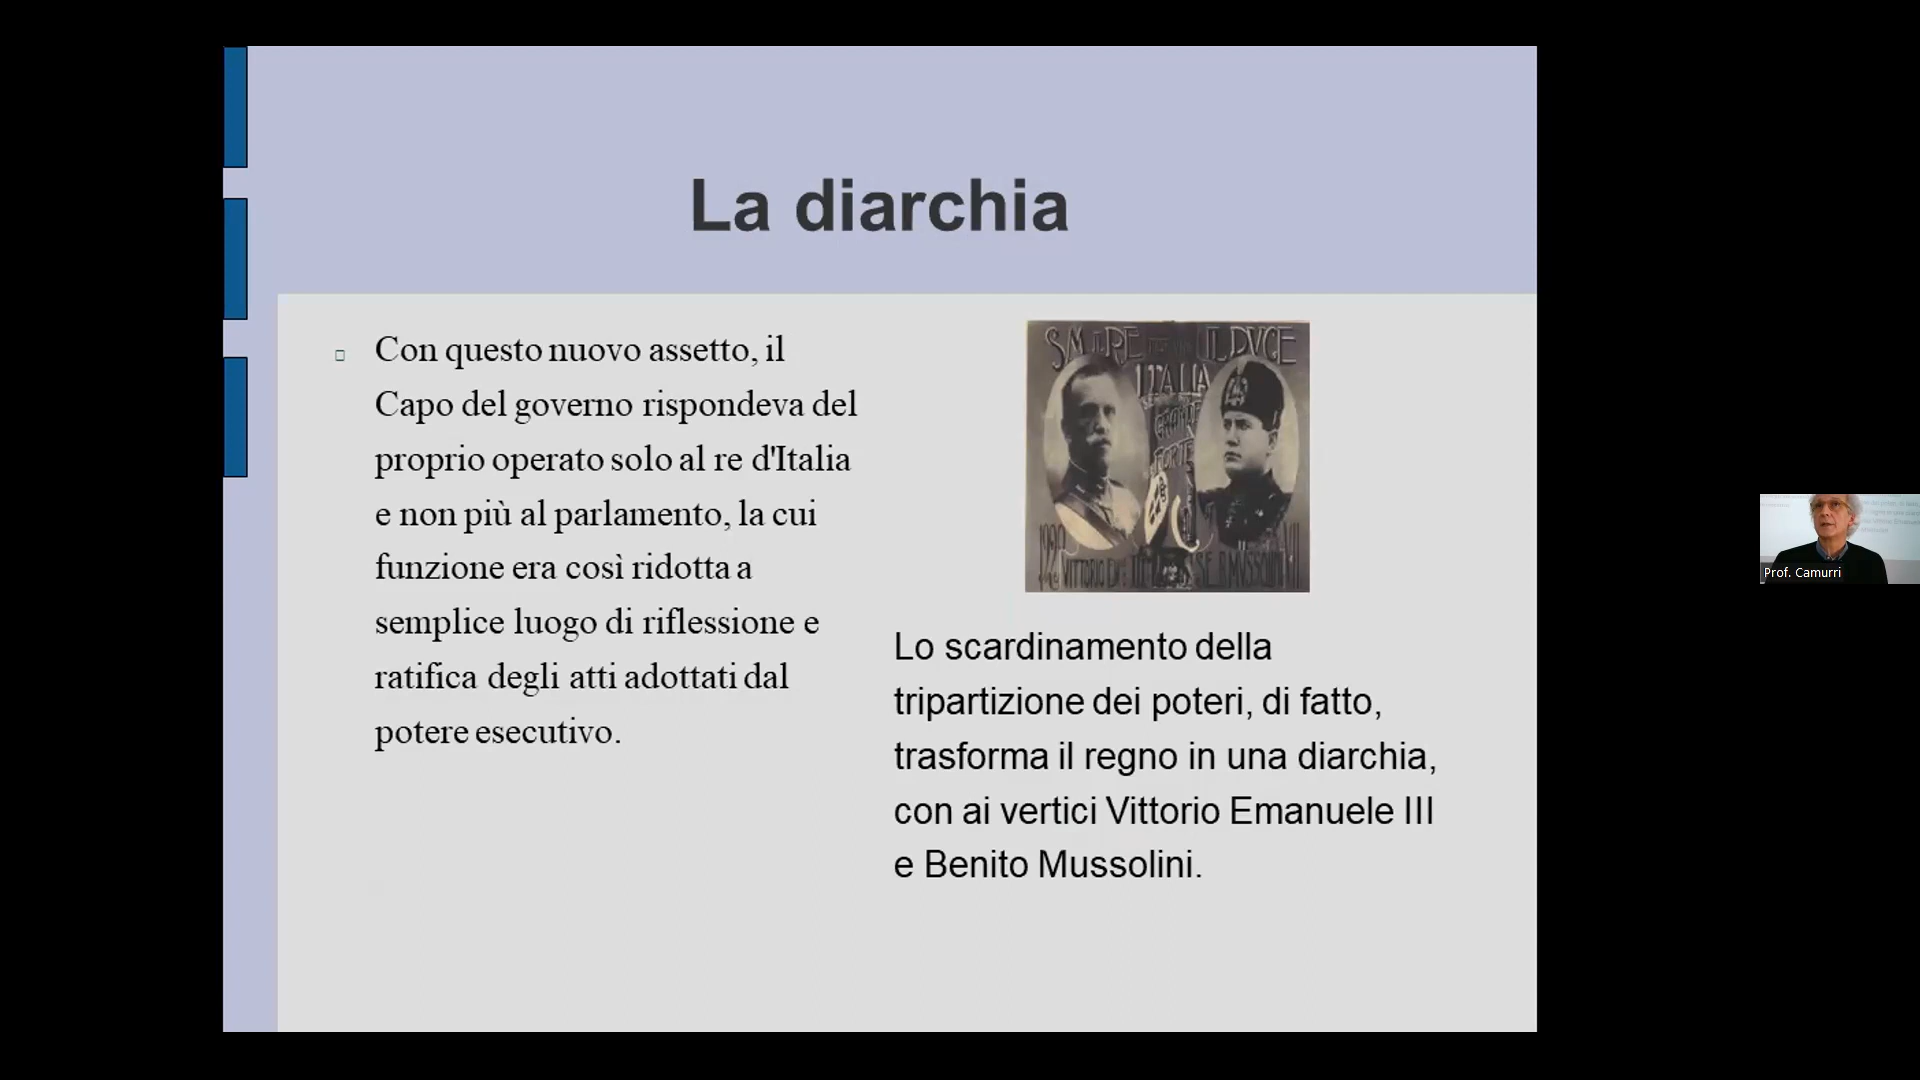 La diarchia
Con questo nuovo assetto, il
Capo del governo rispondeva del
proprio operato solo al re d'Italia
e non più al parlamento, la cui
funzione era così ridotta a
semplice luogo di riflessione e
ratifica degli atti adottati dal
potere esecutivo.
S.M. IL RE IL DVCE
ITALIA
GRANDE
FORTE
Lo scardinamento della
tripartizione dei poteri, di fatto,
trasforma il regno in una diarchia,
con ai vertici Vittorio Emanuele III
e Benito Mussolini.
Prof. Camurri